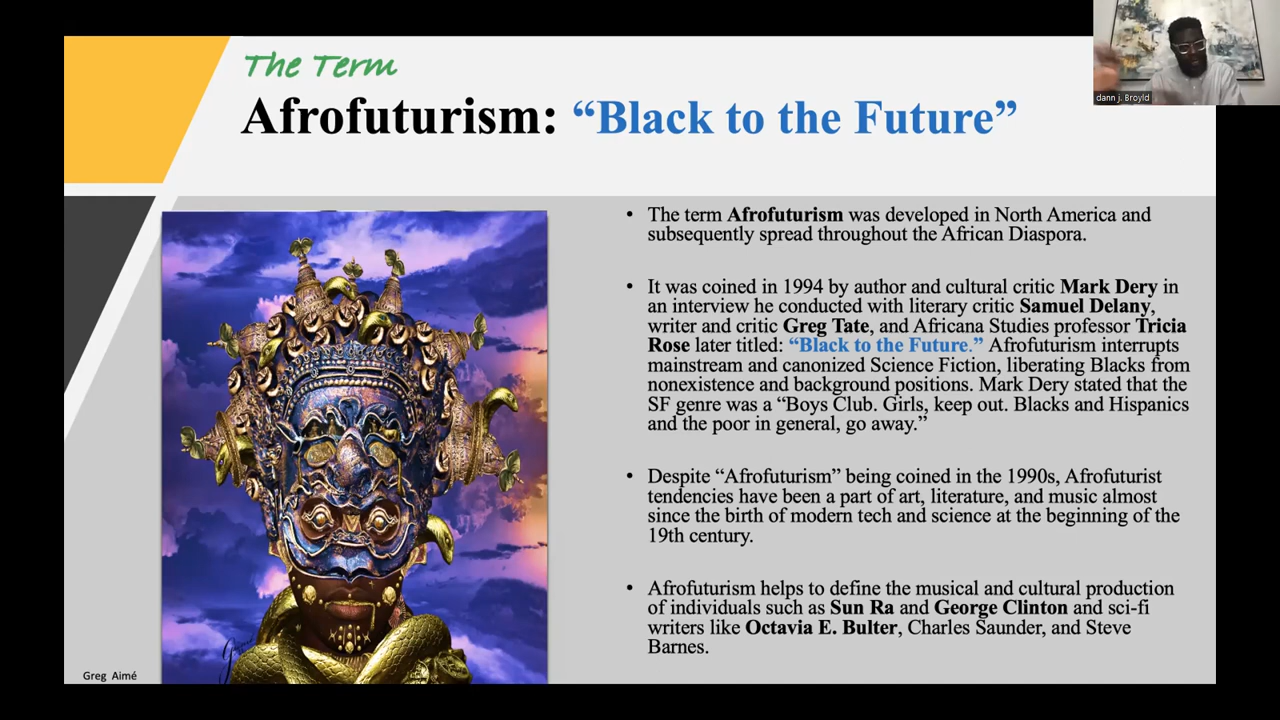 The Term
Afrofuturism: “Black to the Future”
dann j. Broyld
• The term Afrofuturism was developed in North America and
subsequently spread throughout the African Diaspora.
• It was coined in 1994 by author and cultural critic Mark Dery in
an interview he conducted with literary critic Samuel Delany,
writer and critic Greg Tate, and Africana Studies professor Tricia
Rose later titled: “Black to the Future.” Afrofuturism interrupts
mainstream and canonized Science Fiction, liberating Blacks from
nonexistence and background positions. Mark Dery stated that the
SF genre was a “Boys Club. Girls, keep out. Blacks and Hispanics
and the poor in general, go away.”
• Despite “Afrofuturism” being coined in the 1990s, Afrofuturist
tendencies have been a part of art, literature, and music almost
since the birth of modern tech and science at the beginning of the
19th century.
• Afrofuturism helps to define the musical and cultural production
of individuals such as Sun Ra and George Clinton and sci-fi
writers like Octavia E. Bulter, Charles Saunder, and Steve
Barnes.
Greg Aimé